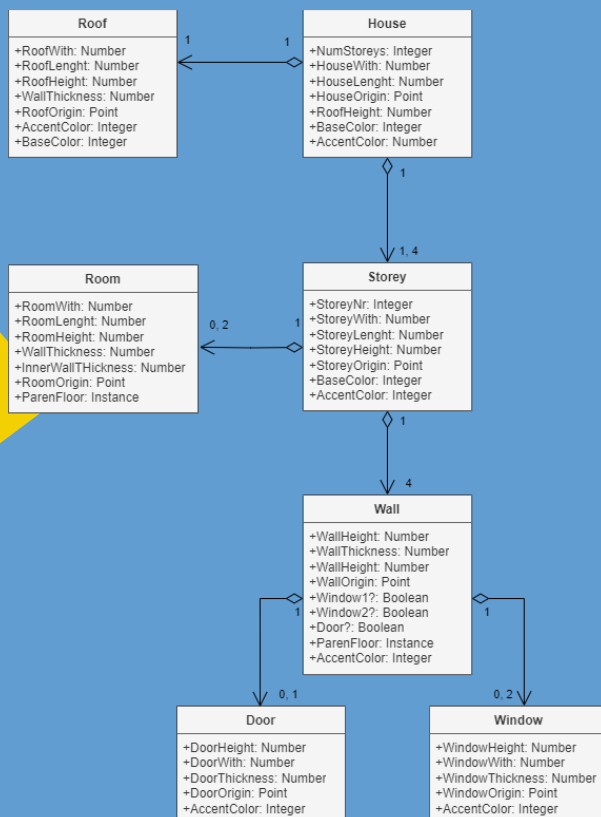 Roof
+RoofWith: Number
+RoofLenght: Number
+RoofHeight: Number
+WallThickness: Number
+RoofOrigin: Point
+AccentColor: Integer
+BaseColor: Integer
1
1
House
+NumStoreys: Integer
+HouseWith: Number
+HouseLenght: Number
+HouseOrigin: Point
+RoofHeight: Number
+BaseColor: Integer
+AccentColor: Number
1
1, 4
Room
+RoomWith: Number
+RoomLenght: Number
+RoomHeight: Number
+WallThickness: Number
+InnerWallTHickness: Number
+RoomOrigin: Point
+ParenFloor: Instance
0, 2
1
Storey
+StoreyNr: Integer
+StoreyWith: Number
+StoreyLenght: Number
+StoreyHeight: Number
+StoreyOrigin: Point
+BaseColor: Integer
+AccentColor: Integer
1
4
Wall
+WallHeight: Number
+WallThickness: Number
+WallHeight: Number
+WallOrigin: Point
+Window1?: Boolean
+Window2?: Boolean
+Door?: Boolean
+ParenFloor: Instance
+AccentColor: Integer
1
1
0, 1
0, 2
Door
+DoorHeight: Number
+DoorWith: Number
+DoorThickness: Number
+DoorOrigin: Point
+AccentColor: Integer
Window
+WindowHeight: Number
+WindowWith: Number
+WindowThickness: Number
+WindowOrigin: Point
+AccentColor: Integer